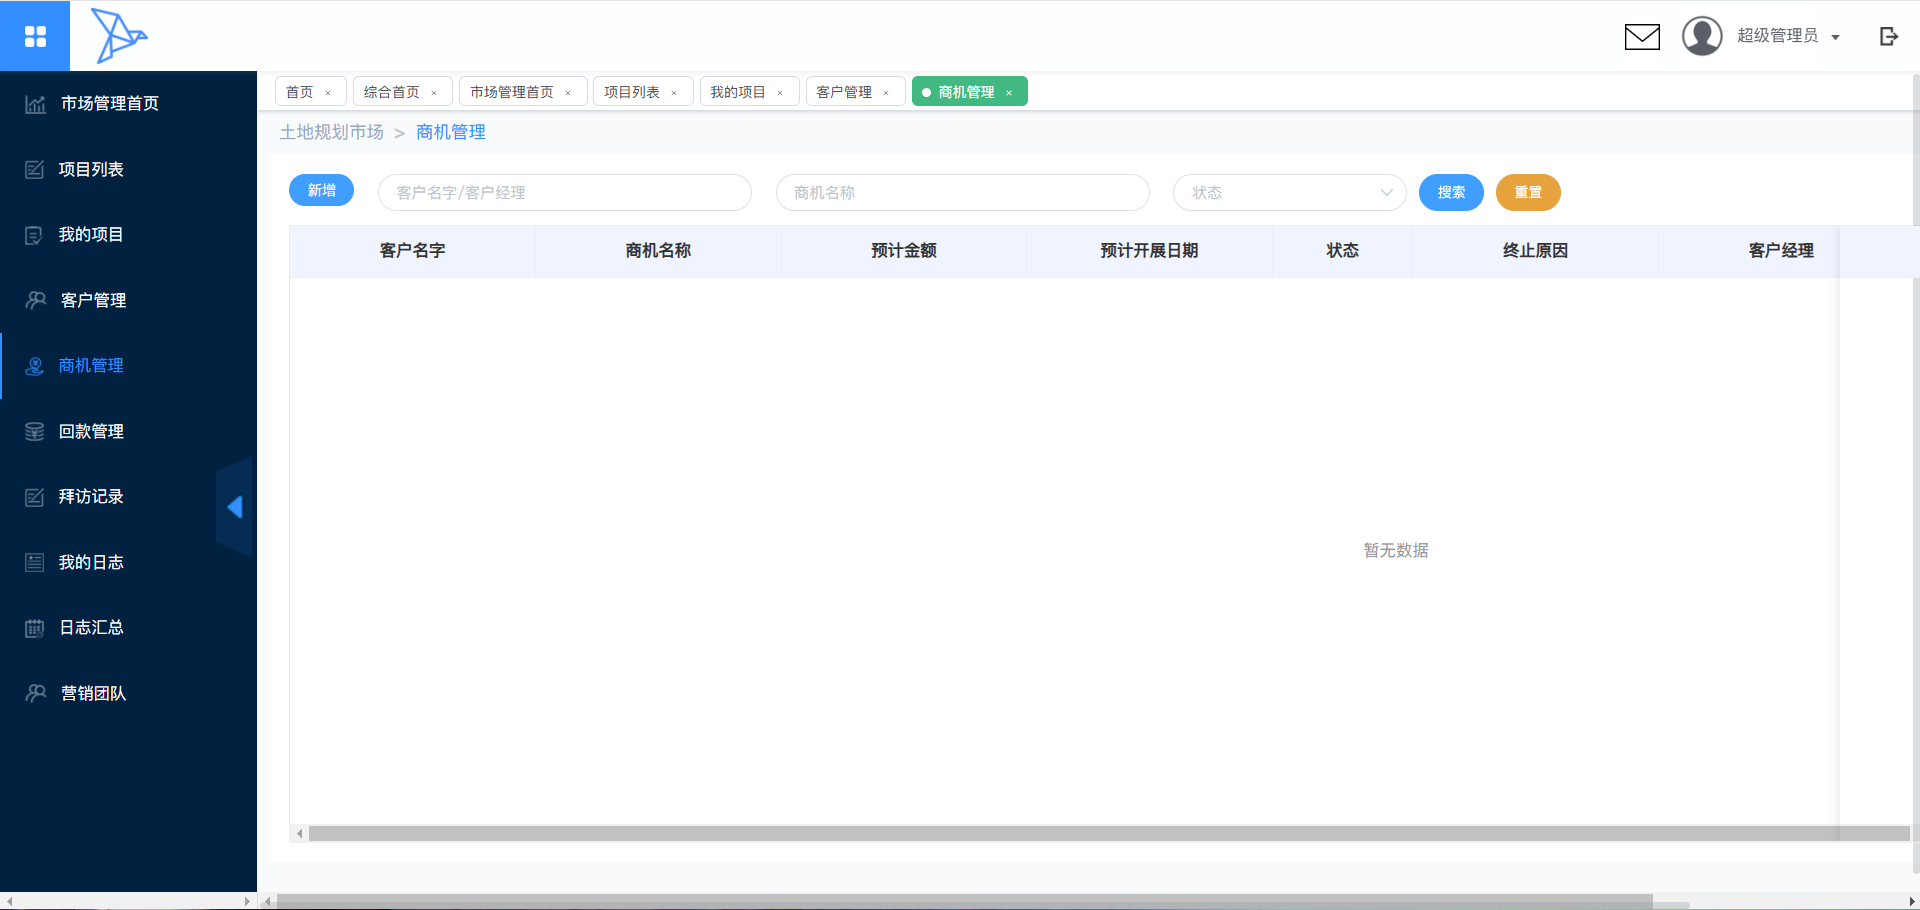 超级管理员
首页 × 综合首页 × 市场管理首页 × 项目列表 × 我的项目 × 客户管理 × 商机管理 ×
土地规划市场 > 商机管理
市场管理首页
项目列表
我的项目
客户管理
商机管理
回款管理
拜访记录
我的日志
日志汇总
营销团队
新增 客户名字/客户经理 商机名称 状态 搜索 重置
客户名字 商机名称 预计金额 预计开展日期 状态 终止原因 客户经理
暂无数据